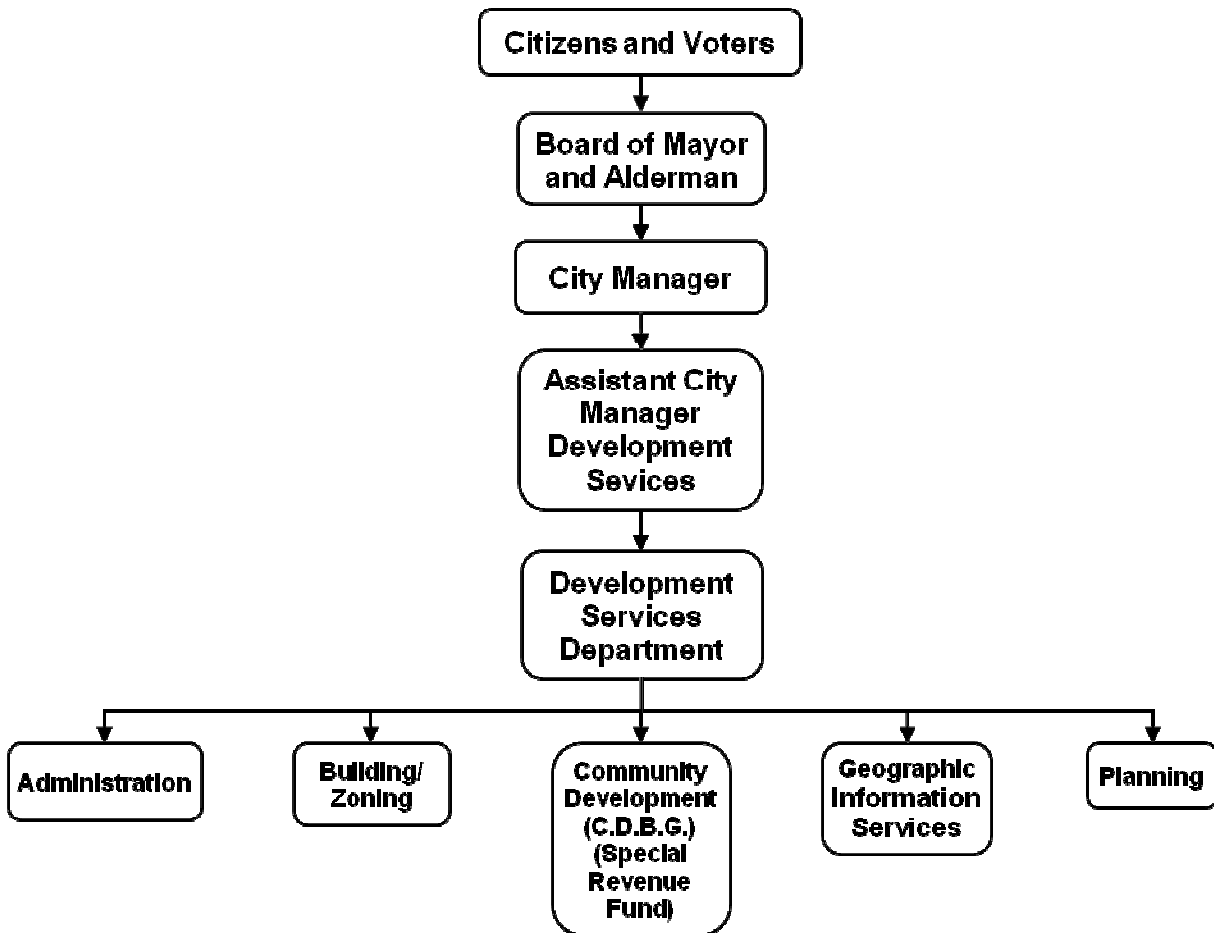 Citizens and Voters
Board of Mayor
and Alderman
City Manager
Assistant City
Manager
Development
Sevices
Development
Services
Department
Administration
Building/
Zoning
Community
Development
(C.D.B.G.)
(Special
Revenue
Fund)
Geographic
Information
Services
Planning